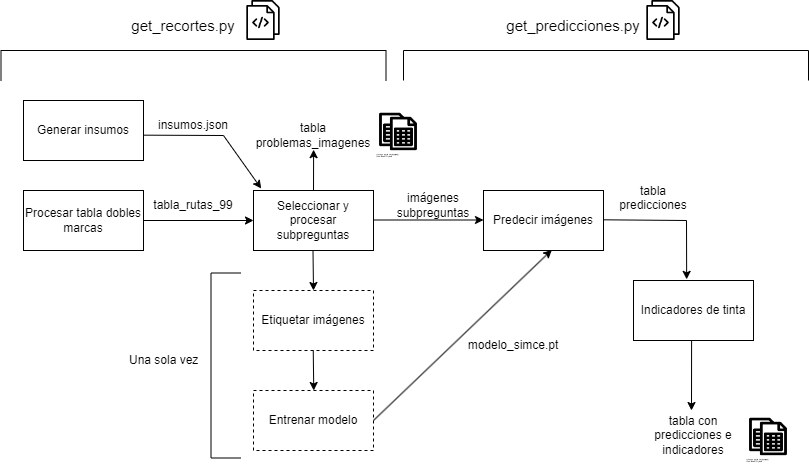 get_recortes.py
get_predicciones.py
</>
</>
Generar insumos
insumos.json
tabla
problemas_imagenes
Procesar tabla dobles
marcas
tabla_rutas_99
Seleccionar y
procesar
subpreguntas
imágenes
subpreguntas
Predecir imágenes
tabla
predicciones
Etiquetar imágenes
Indicadores de tinta
Una sola vez
modelo_simce.pt
Entrenar modelo
tabla con
predicciones e
indicadores